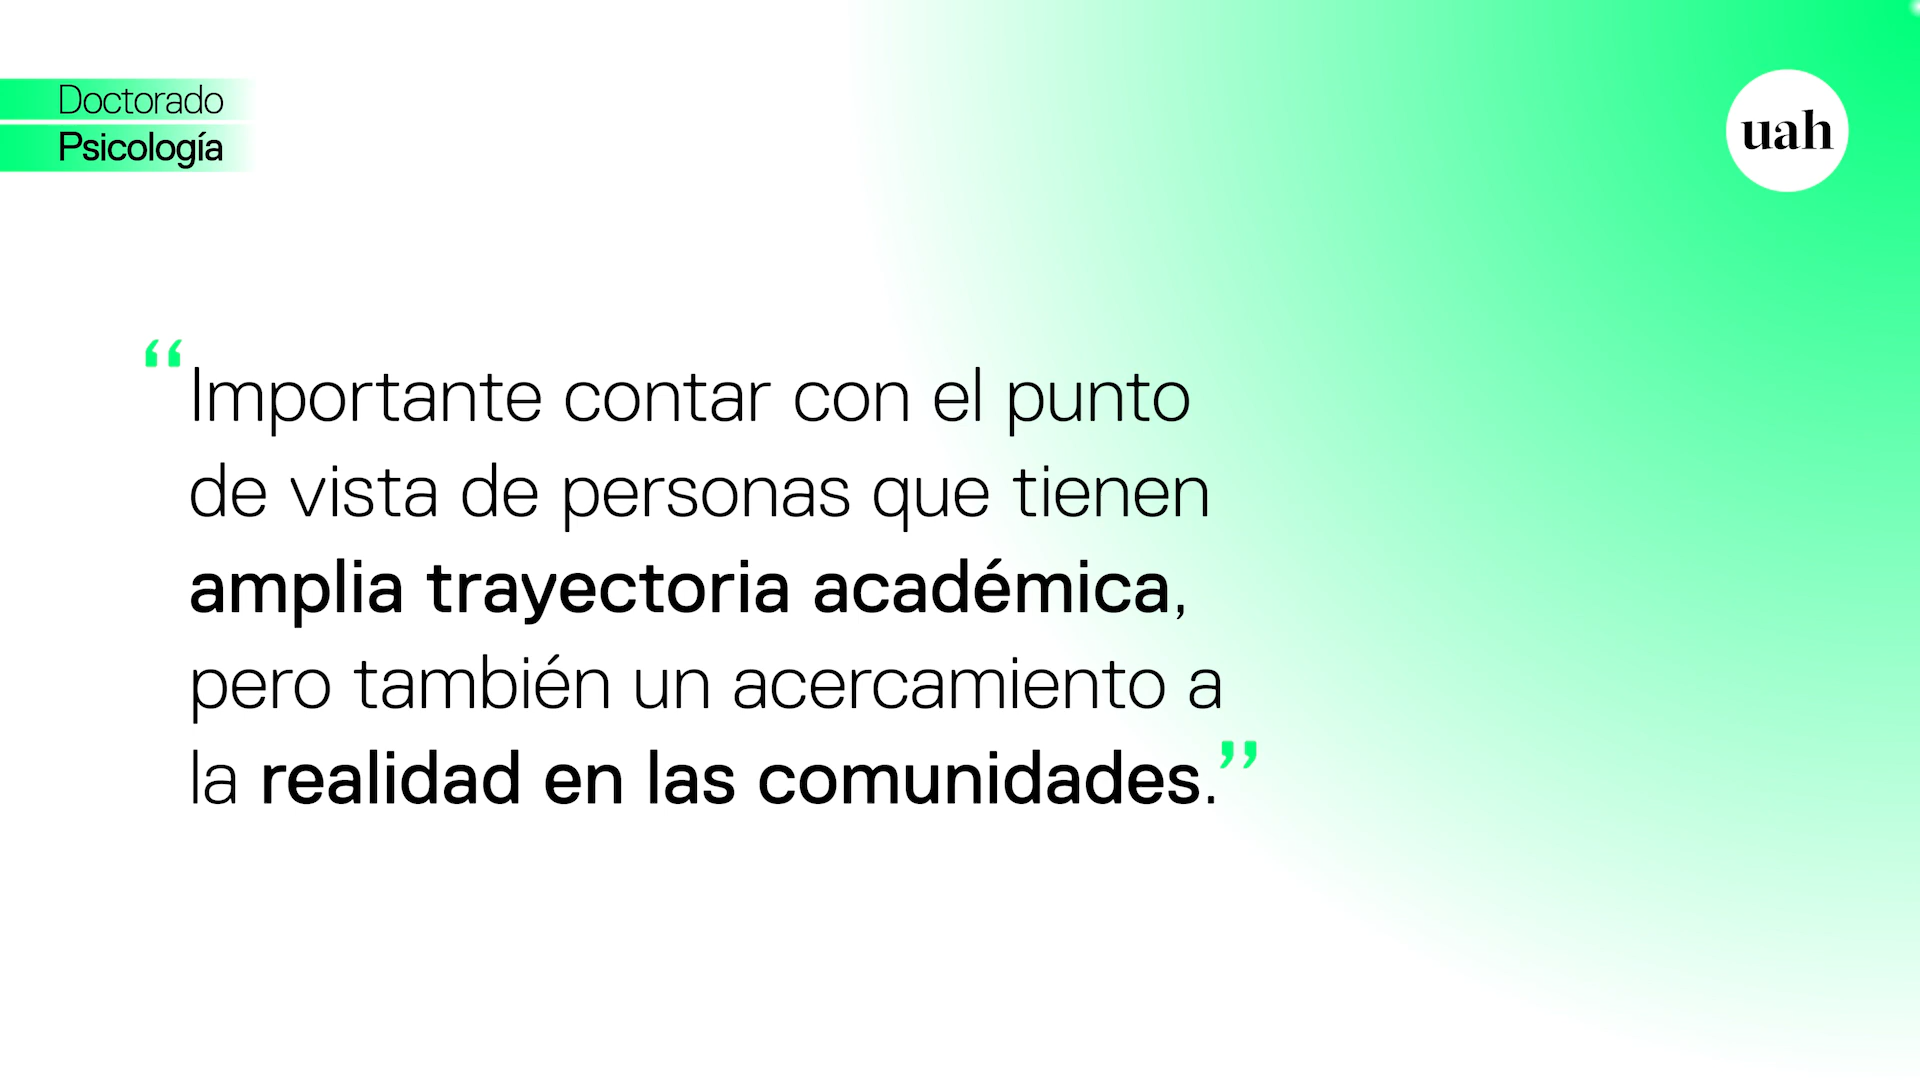 Doctorado
Psicología
uah
“Importante contar con el punto
de vista de personas que tienen
amplia trayectoria académica,
pero también un acercamiento a
la realidad en las comunidades.”